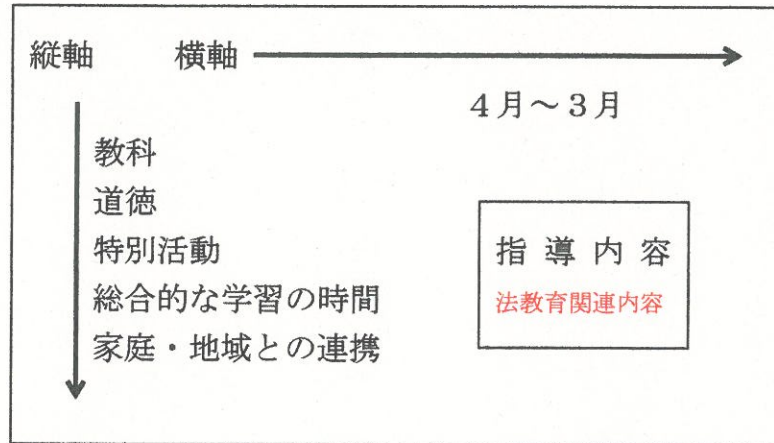 縦軸 横軸
4月～3月
教科
道徳
特別活動
総合的な学習の時間
家庭・地域との連携
指導内容
法教育関連内容